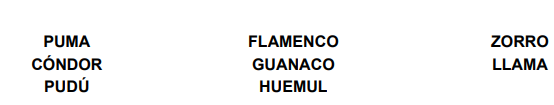 PUMA FLAMENCO ZORRO
CÓNDOR GUANACO LLAMA
PUDÚ HUEMUL